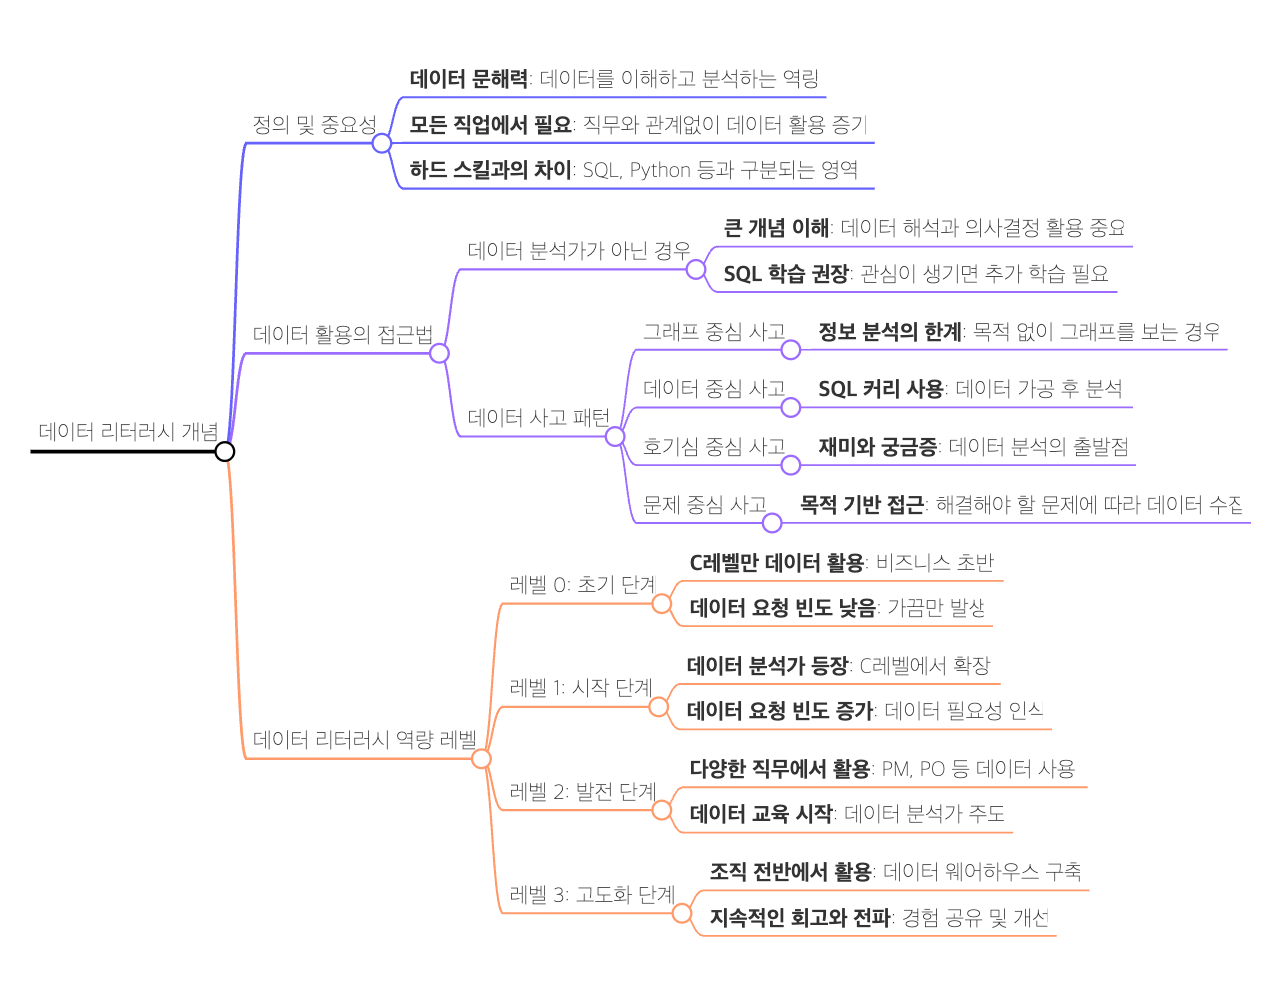 데이터 리터러시 개념
정의 및 중요성
데이터 문해력: 데이터를 이해하고 분석하는 역량
모든 직업에서 필요: 직무와 관계없이 데이터 활용 증가
하드 스킬과의 차이: SQL, Python 등과 구분되는 영역
데이터 활용의 접근법
데이터 분석가가 아닌 경우
큰 개념 이해: 데이터 해석과 의사결정 활용 중요
SQL 학습 권장: 관심이 생기면 추가 학습 필요
데이터 사고 패턴
그래프 중심 사고
정보 분석의 한계: 목적 없이 그래프를 보는 경우
데이터 중심 사고
SQL 커리 사용: 데이터 가공 후 분석
호기심 중심 사고
재미와 궁금증: 데이터 분석의 출발점
문제 중심 사고
목적 기반 접근: 해결해야 할 문제에 따라 데이터 수집
데이터 리터러시 역량 레벨
레벨 0: 초기 단계
C레벨만 데이터 활용: 비즈니스 초반
데이터 요청 빈도 낮음: 가끔만 발생
레벨 1: 시작 단계
데이터 분석가 등장: C레벨에서 확장
데이터 요청 빈도 증가: 데이터 필요성 인식
레벨 2: 발전 단계
다양한 직무에서 활용: PM, PO 등 데이터 사용
데이터 교육 시작: 데이터 분석가 주도
레벨 3: 고도화 단계
조직 전반에서 활용: 데이터 웨어하우스 구축
지속적인 회고와 전파: 경험 공유 및 개선